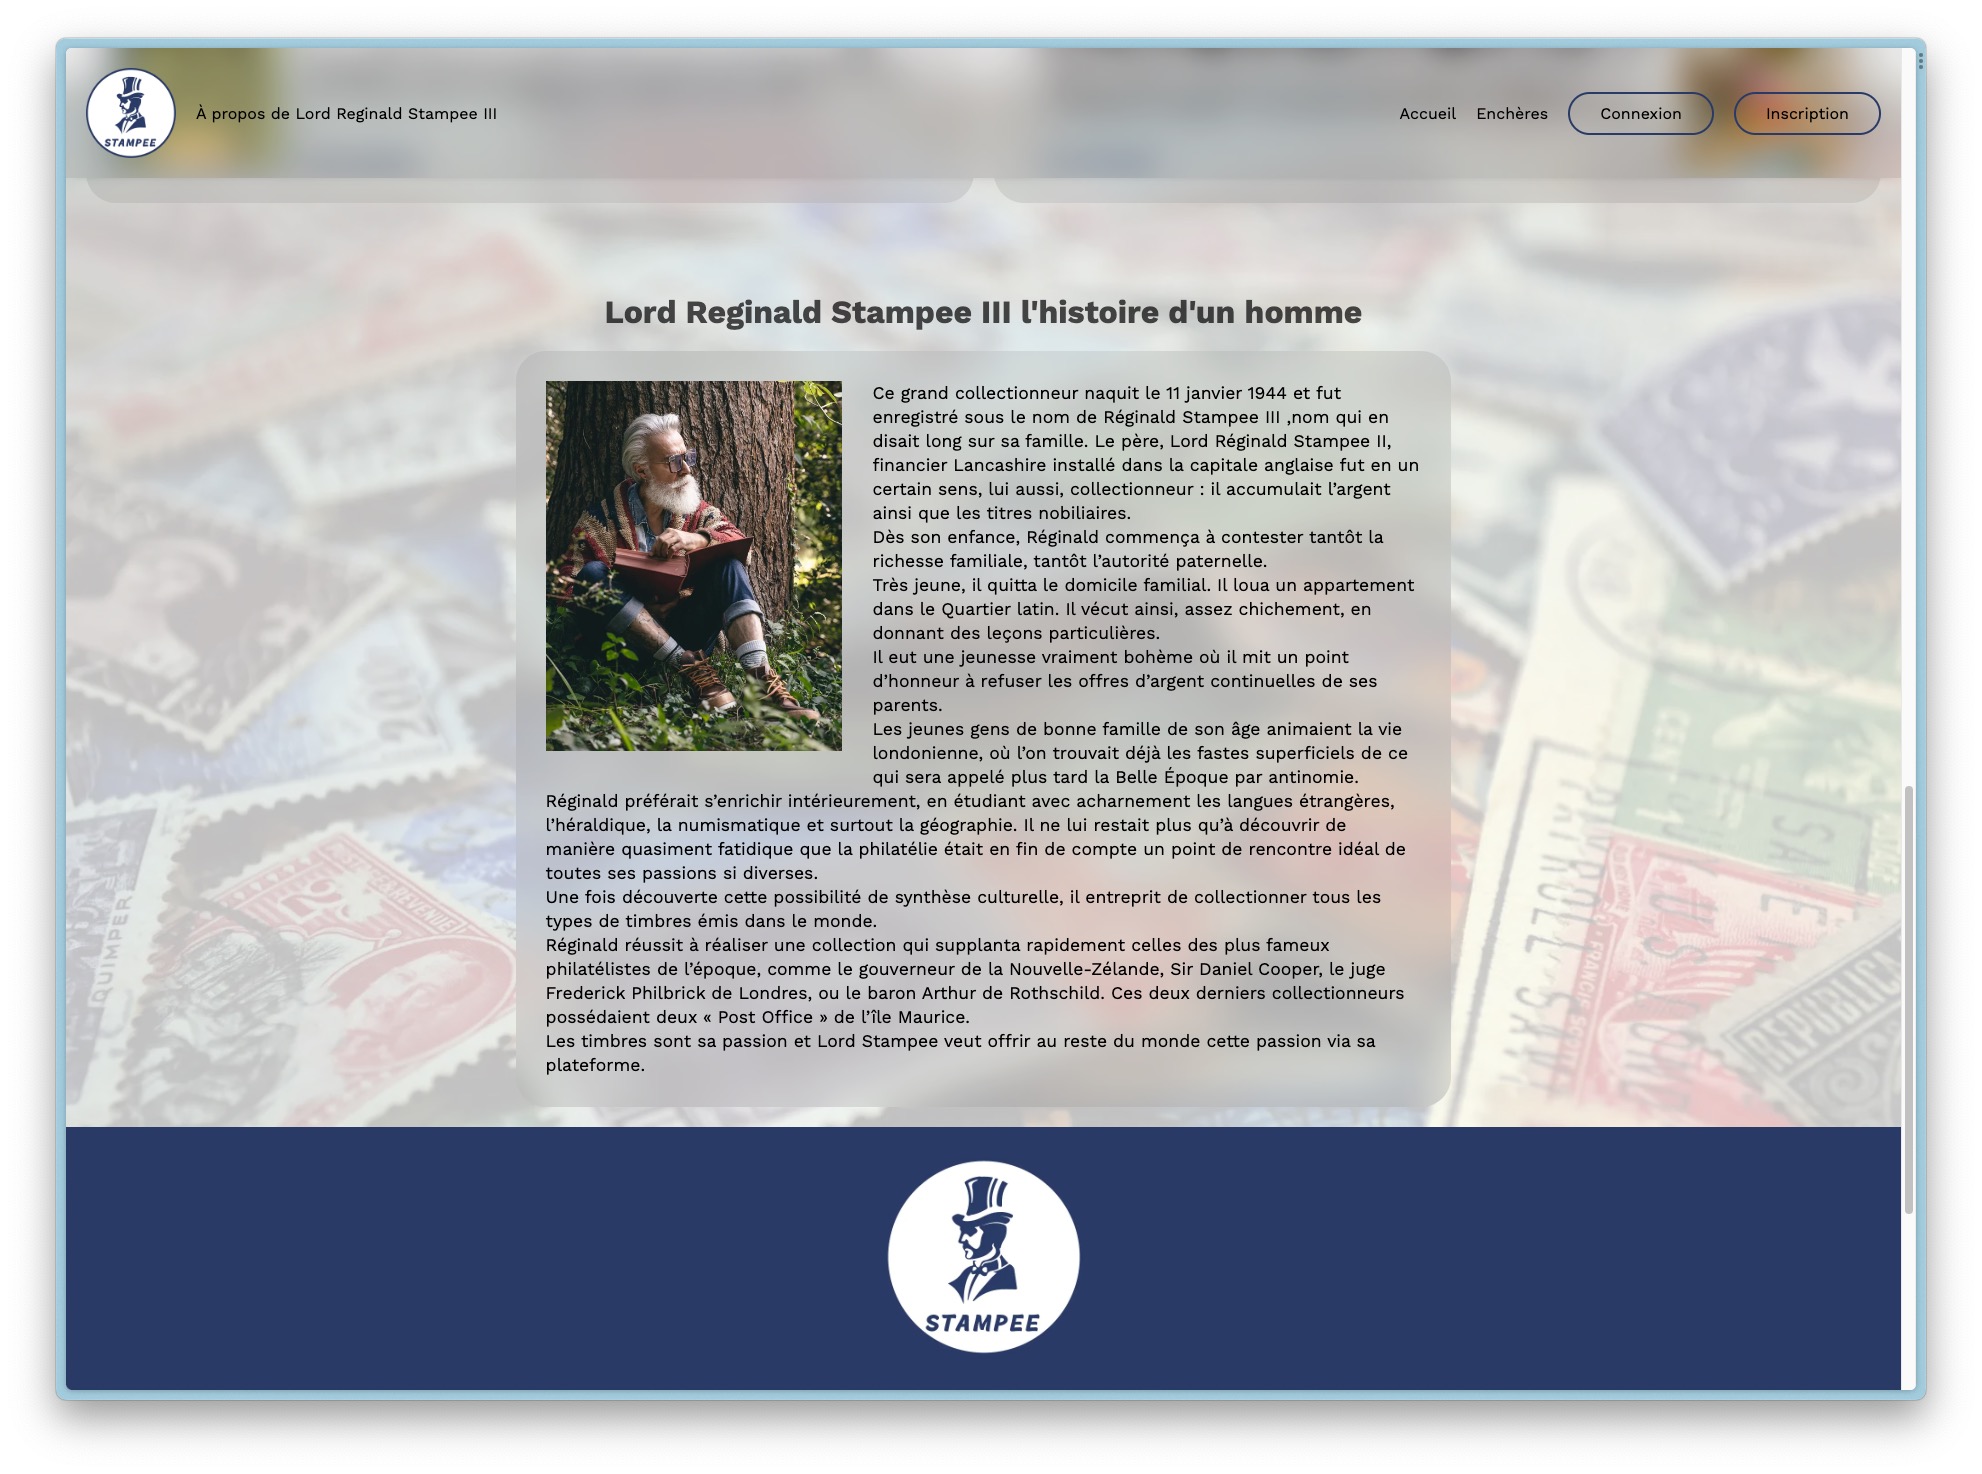 STAMPEE
À propos de Lord Reginald Stampee III
Accueil
Enchères
Connexion
Inscription
Lord Reginald Stampee III l'histoire d'un homme
Ce grand collectionneur naquit le 11 janvier 1944 et fut
enregistré sous le nom de Réginald Stampee III ,nom qui en
disait long sur sa famille. Le père, Lord Réginald Stampee II,
financier Lancashire installé dans la capitale anglaise fut en un
certain sens, lui aussi, collectionneur : il accumulait l’argent
ainsi que les titres nobiliaires.
Dès son enfance, Réginald commença à contester tantôt la
richesse familiale, tantôt l’autorité paternelle.
Très jeune, il quitta le domicile familial. Il loua un appartement
dans le Quartier latin. Il vécut ainsi, assez chichement, en
donnant des leçons particulières.
Il eut une jeunesse vraiment bohème où il mit un point
d’honneur à refuser les offres d’argent continuelles de ses
parents.
Les jeunes gens de bonne famille de son âge animaient la vie
londonienne, où l’on trouvait déjà les fastes superficiels de ce
qui sera appelé plus tard la Belle Époque par antinomie.
Réginald préférait s’enrichir intérieurement, en étudiant avec acharnement les langues étrangères,
l’héraldique, la numismatique et surtout la géographie. Il ne lui restait plus qu’à découvrir de
manière quasiment fatidique que la philatélie était en fin de compte un point de rencontre idéal de
toutes ses passions si diverses.
Une fois découverte cette possibilité de synthèse culturelle, il entreprit de collectionner tous les
types de timbres émis dans le monde.
Réginald réussit à réaliser une collection qui supplanta rapidement celles des plus fameux
philatélistes de l’époque, comme le gouverneur de la Nouvelle-Zélande, Sir Daniel Cooper, le juge
Frederick Philbrick de Londres, ou le baron Arthur de Rothschild. Ces deux derniers collectionneurs
possédaient deux « Post Office » de l’île Maurice.
Les timbres sont sa passion et Lord Stampee veut offrir au reste du monde cette passion via sa
plateforme.
QUIMPER
REVENUE
REPUBLICA
STAMPEE